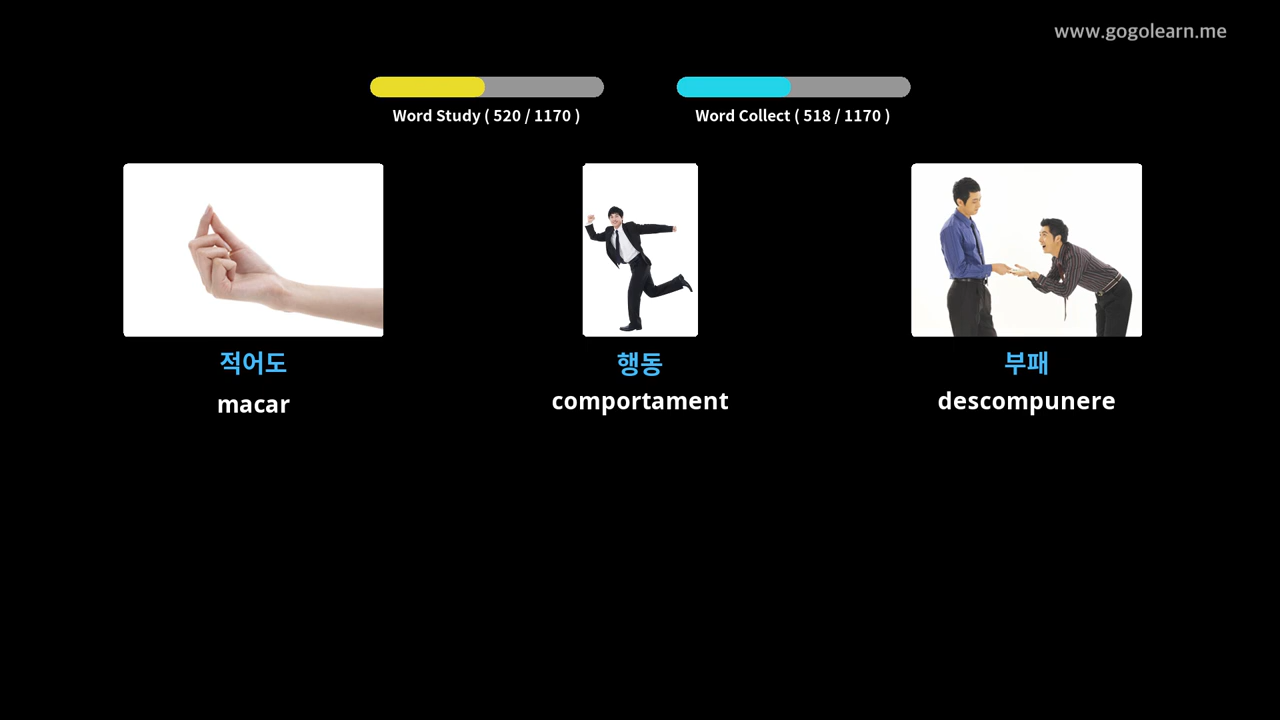 www.gogolearn.me
Word Study ( 520 / 1170 )
Word Collect ( 518 / 1170 )
적어도
macar
행동
comportament
부패
descompunere